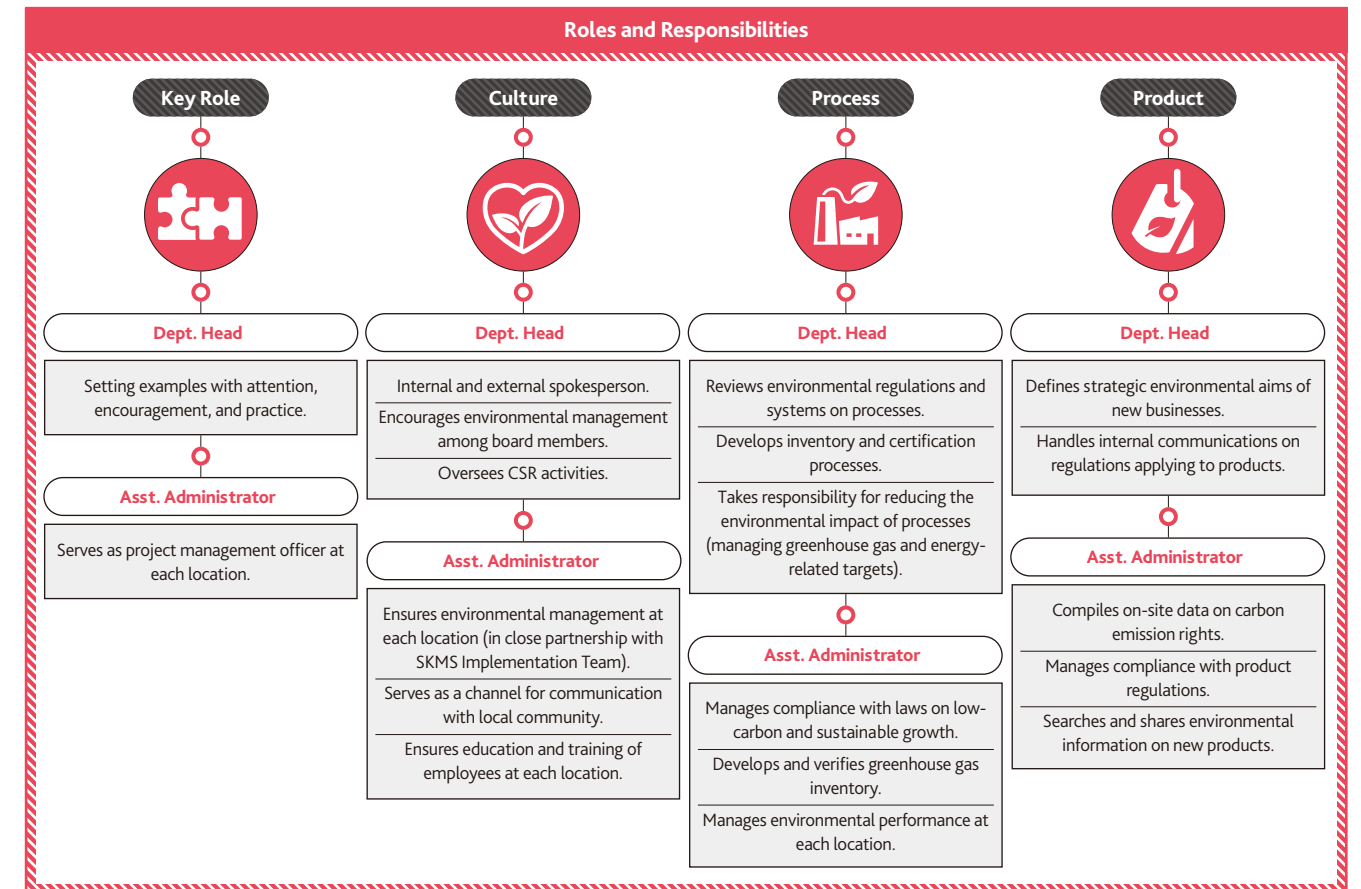 Roles and Responsibilities
Key Role
Dept. Head
Setting examples with attention,
encouragement, and practice.
Asst. Administrator
Serves as project management officer at
each location.
Culture
Dept. Head
Internal and external spokesperson.
Encourages environmental management
among board members.
Oversees CSR activities.
Asst. Administrator
Ensures environmental management at
each location (in close partnership with
SKMS Implementation Team).
Serves as a channel for communication
with local community.
Ensures education and training of
employees at each location.
Process
Dept. Head
Reviews environmental regulations and
systems on processes.
Develops inventory and certification
processes.
Takes responsibility for reducing the
environmental impact of processes
(managing greenhouse gas and energy-
related targets).
Asst. Administrator
Manages compliance with laws on low-
carbon and sustainable growth.
Develops and verifies greenhouse gas
inventory.
Manages environmental performance at
each location.
Product
Dept. Head
Defines strategic environmental aims of
new businesses.
Handles internal communications on
regulations applying to products.
Asst. Administrator
Compiles on-site data on carbon
emission rights.
Manages compliance with product
regulations.
Searches and shares environmental
information on new products.